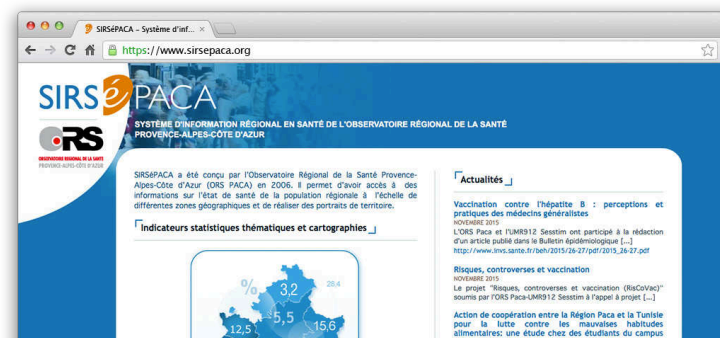 SIRSéPACA – Système d'inf...
https://www.sirsepaca.org
SIRSéPACA
SYSTÈME D'INFORMATION RÉGIONAL EN SANTÉ DE L'OBSERVATOIRE RÉGIONAL DE LA SANTÉ
PROVENCE-ALPES-CÔTE D'AZUR
ORS
OBSERVATOIRE REGIONAL DE LA SANTE
PROVENCE-ALPES-CÔTE D'AZUR
SIRSéPACA a été conçu par l'Observatoire Régional de la Santé Provence-
Alpes-Côte d'Azur (ORS PACA) en 2006. Il permet d'avoir accès à des
informations sur l'état de santé de la population régionale à l'échelle de
différentes zones géographiques et de réaliser des portraits de territoire.
Indicateurs statistiques thématiques et cartographies
%
3,2
28,4
5,5
12,5
15,6
Actualités
Vaccination contre l'hépatite B : perceptions et
pratiques des médecins généralistes
NOVEMBRE 2015
L'ORS Paca et l'UMR912 Sesstim ont participé à la rédaction
d'un article publié dans le Bulletin épidémiologique [...]
http://www.invs.sante.fr/beh/2015/26-27/pdf/2015_26-27.pdf
Risques, controverses et vaccination
NOVEMBRE 2015
Le projet "Risques, controverses et vaccination (RisCoVac)"
soumis par l'ORS Paca-UMR912 Sesstim à l'appel à projet [...]
Action de coopération entre la Région Paca et la Tunisie
pour la lutte contre les mauvaises habitudes
alimentaires: une étude chez des étudiants du campus